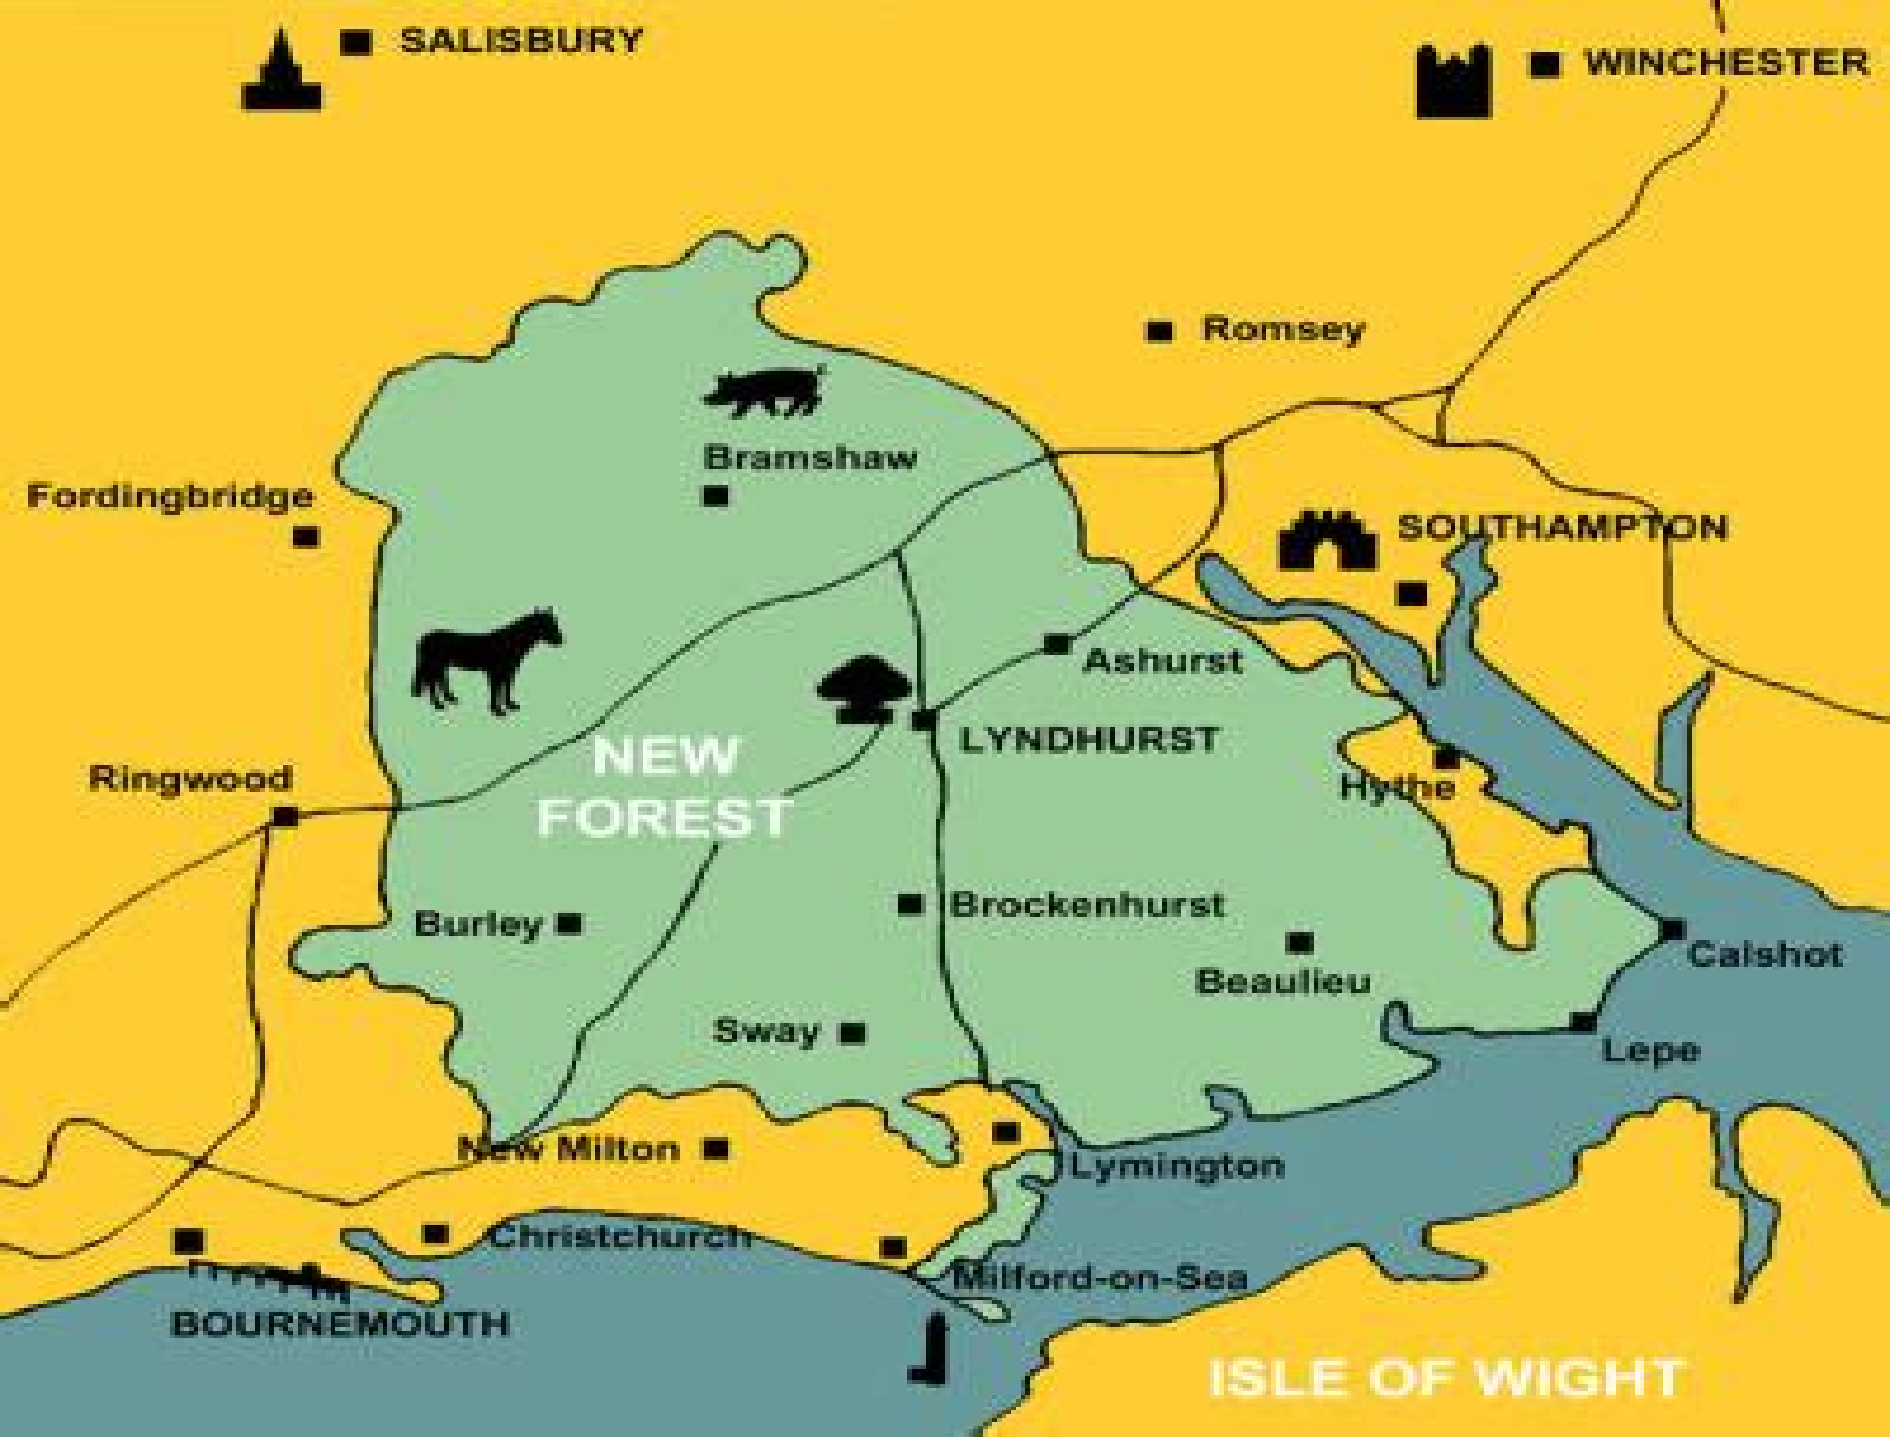 SALISBURY
WINCHESTER
Romsey
Bramshaw
Fordingbridge
SOUTHAMPTON
Ashurst
LYNDHURST
NEW
FOREST
Ringwood
Hythe
Burley
Brockenhurst
Beaulieu
Calshot
Sway
Lepe
New Milton
Lymington
Christchurch
Milford-on-Sea
BOURNEMOUTH
ISLE OF WIGHT